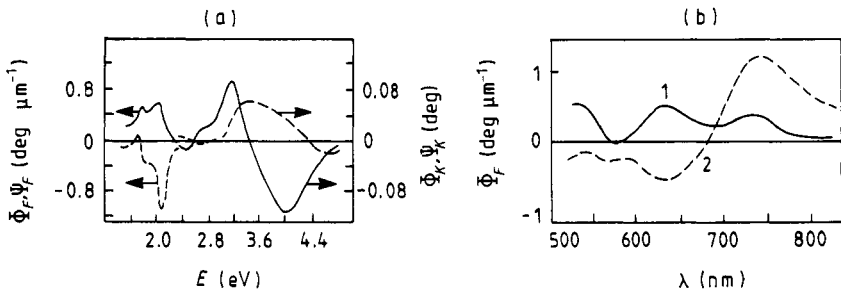 (a)
(b)
Φ_F,Ψ_F (deg μm⁻¹)
0.8
0
-0.8
0.08
0
-0.08
Φ_K,Ψ_K (deg)
2.0 2.8 3.6 4.4
E (eV)
Φ_F (deg μm⁻¹)
1
0
-1
1
2
500 600 700 800
λ (nm)